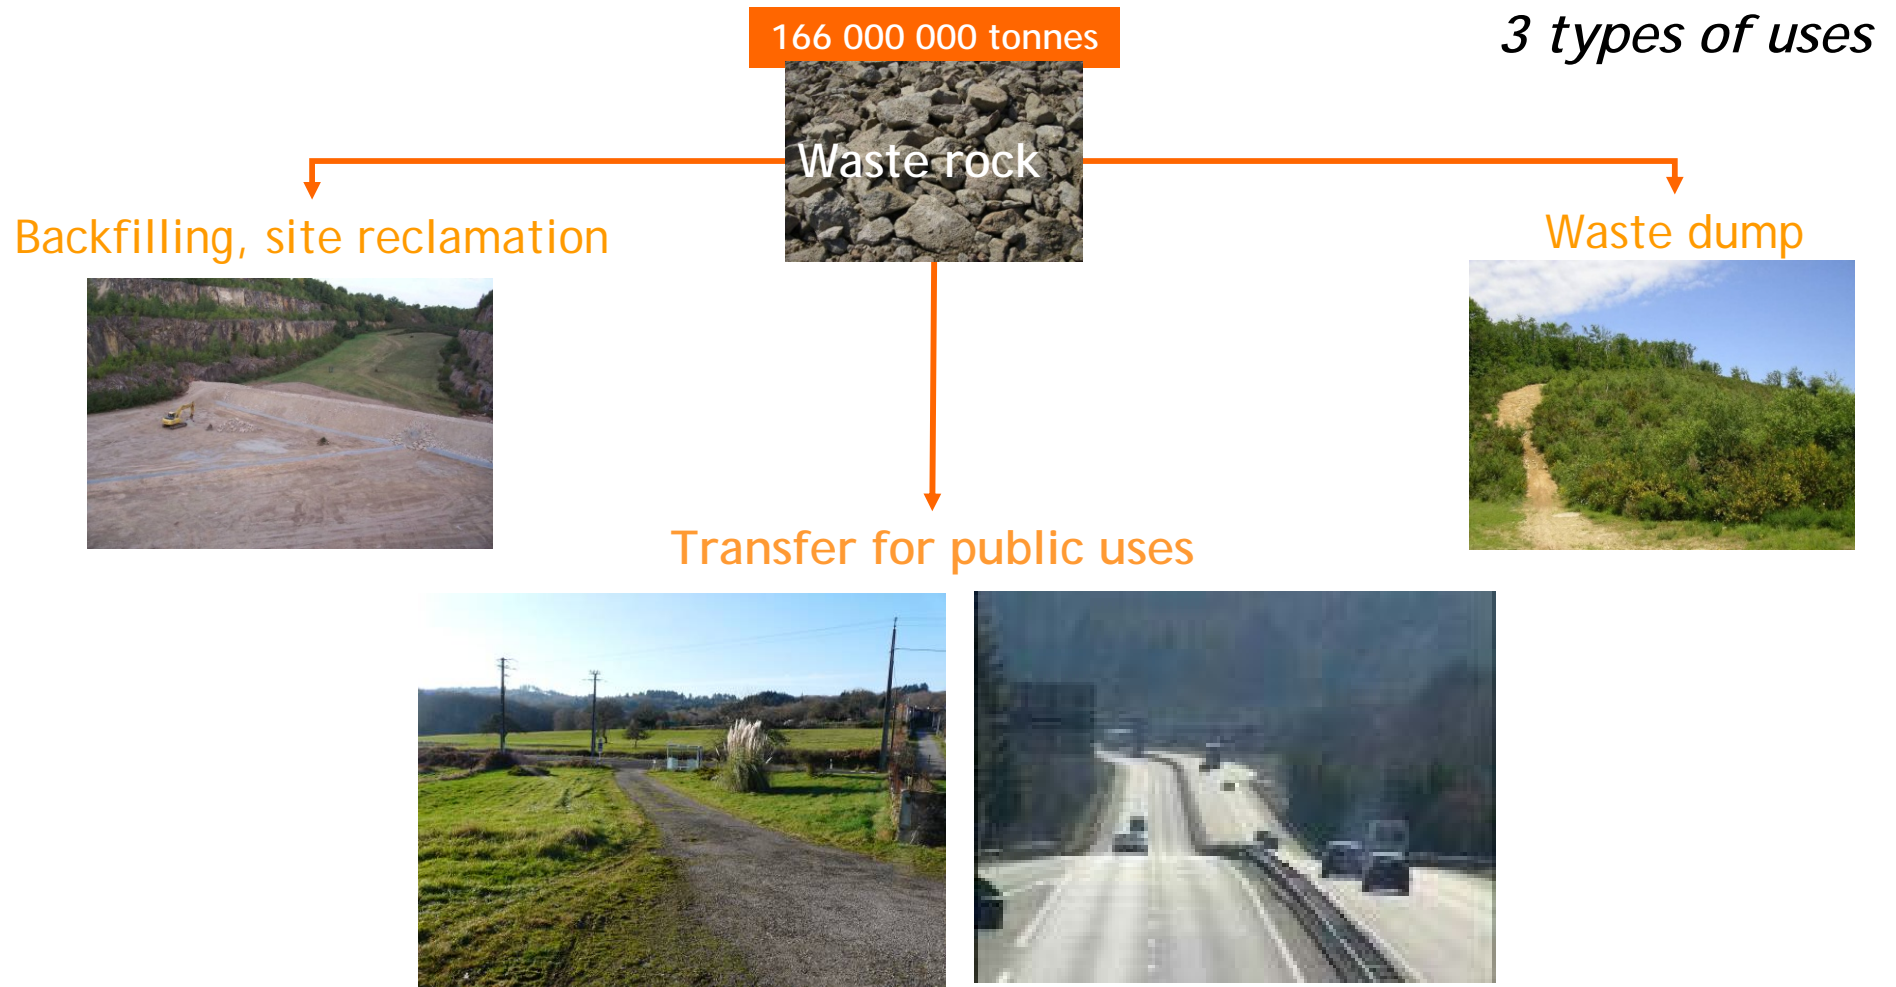 166 000 000 tonnes
3 types of uses
Waste rock
Backfilling, site reclamation
Waste dump
Transfer for public uses